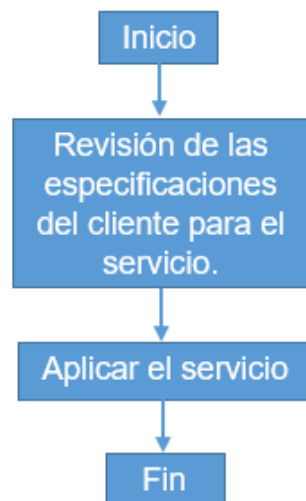 Inicio
Revisión de las
especificaciones
del cliente para el
servicio.
Aplicar el servicio
Fin